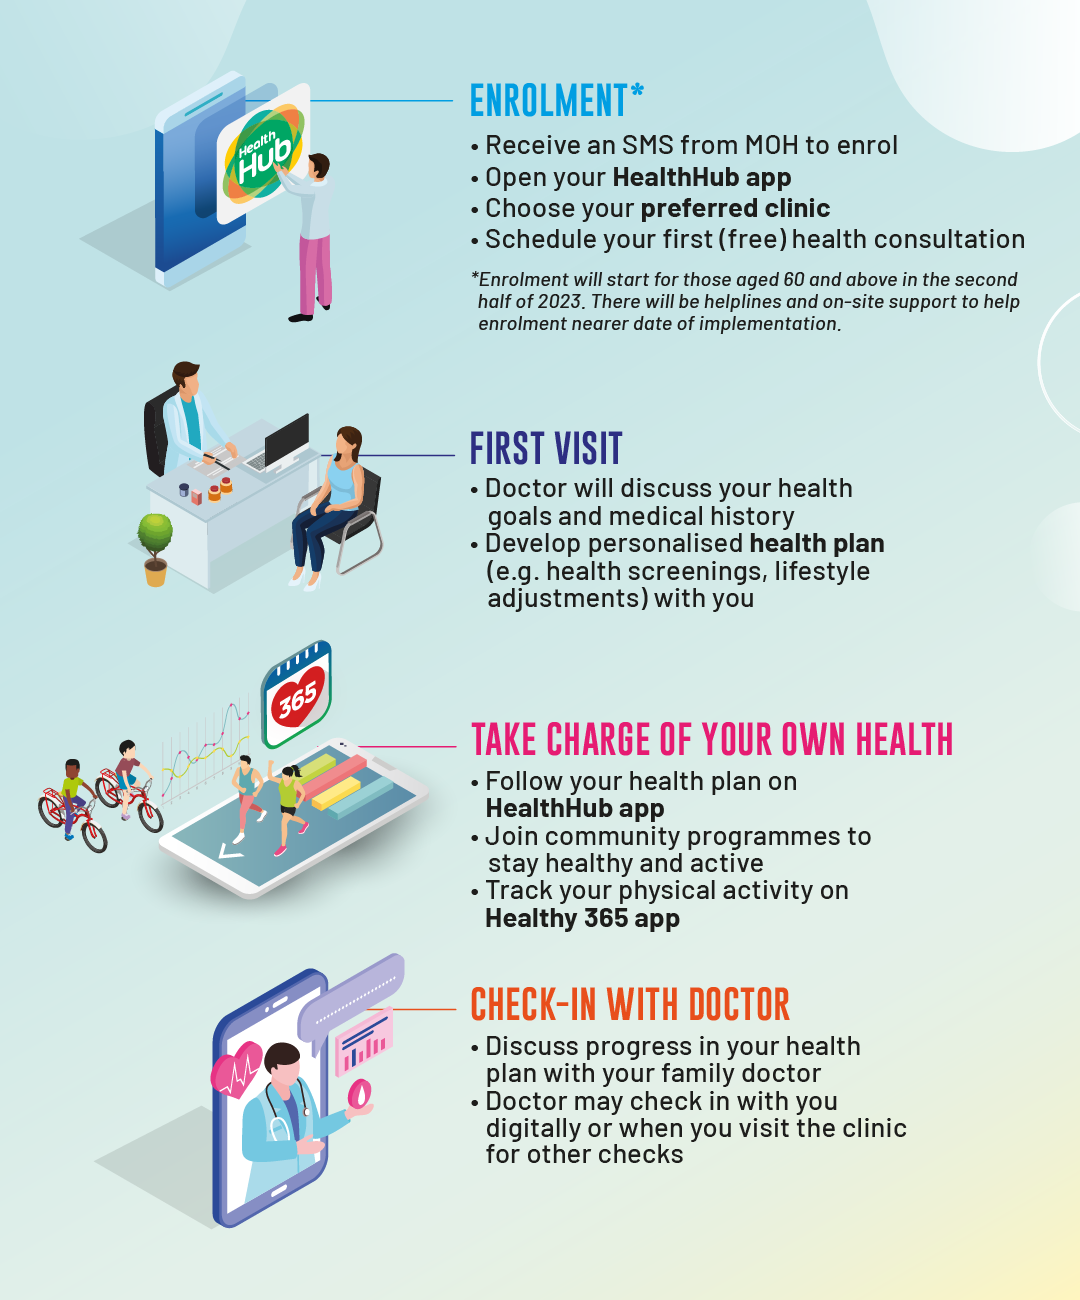 Health
Hub
ENROLMENT*
• Receive an SMS from MOH to enrol
• Open your HealthHub app
• Choose your preferred clinic
• Schedule your first (free) health consultation
*Enrolment will start for those aged 60 and above in the second
half of 2023. There will be helplines and on-site support to help
enrolment nearer date of implementation.
FIRST VISIT
• Doctor will discuss your health
goals and medical history
• Develop personalised health plan
(e.g. health screenings, lifestyle
adjustments) with you
365
TAKE CHARGE OF YOUR OWN HEALTH
• Follow your health plan on
HealthHub app
• Join community programmes to
stay healthy and active
• Track your physical activity on
Healthy 365 app
CHECK-IN WITH DOCTOR
• Discuss progress in your health
plan with your family doctor
• Doctor may check in with you
digitally or when you visit the clinic
for other checks